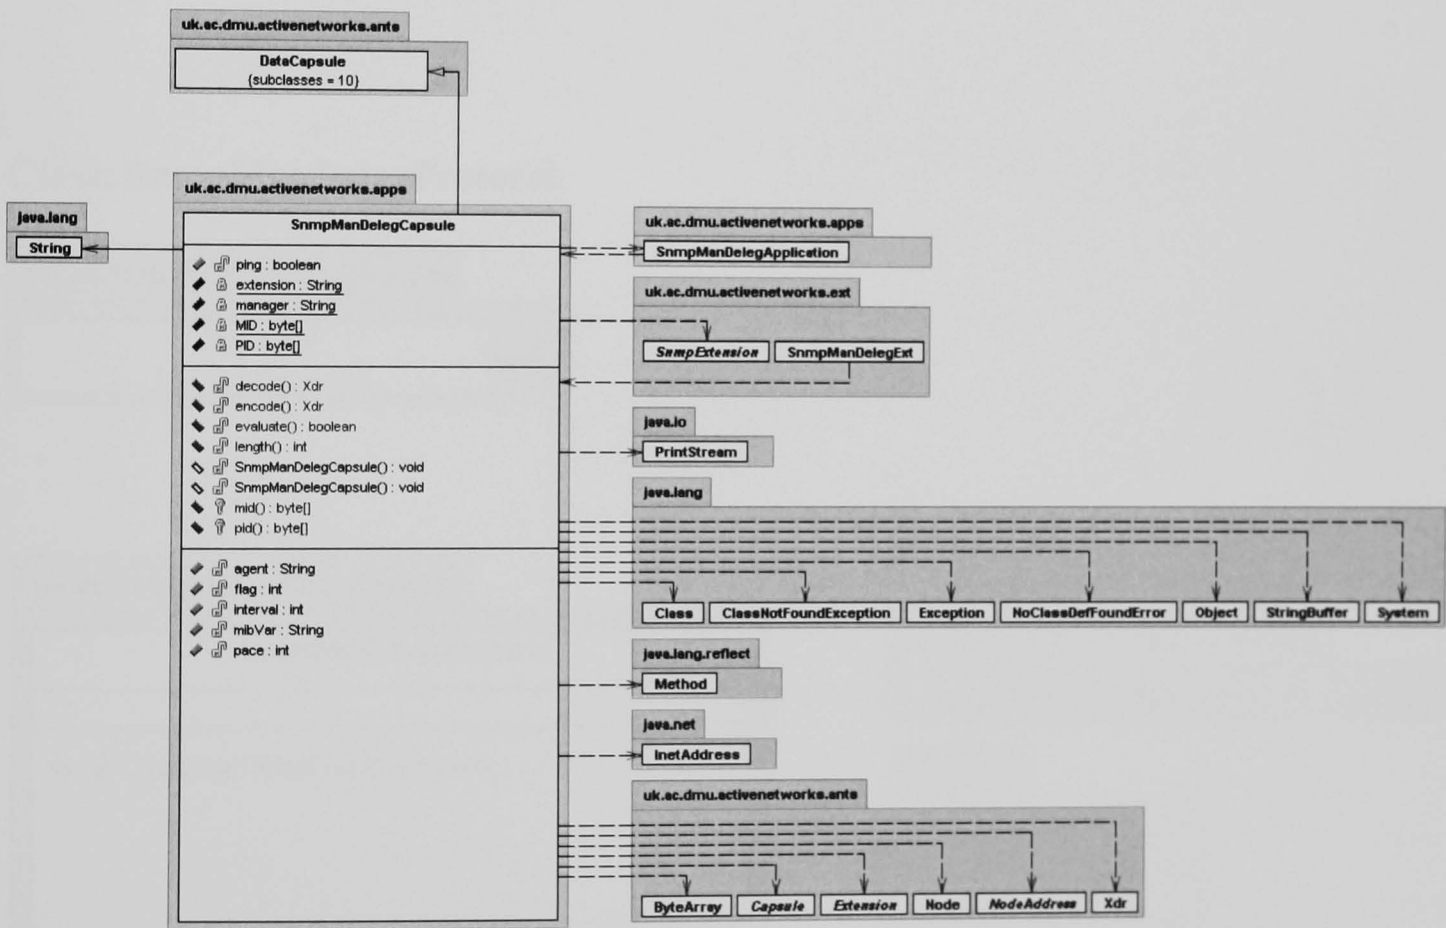 uk.ac.dmu.activenetworks.ants
DataCapsule
{subclasses = 10}
uk.ac.dmu.activenetworks.apps
java.lang
String
SnmpManDelegCapsule
ping : boolean
extension : String
manager : String
MID : byte[]
PID : byte[]
decode() : Xdr
encode() : Xdr
evaluate() : boolean
length() : int
SnmpManDelegCapsule() : void
SnmpManDelegCapsule() : void
mid() : byte[]
pid() : byte[]
agent : String
flag : int
interval : int
mibVar : String
pace : int
uk.ac.dmu.activenetworks.apps
SnmpManDelegApplication
uk.ac.dmu.activenetworks.ext
SnmpExtension SnmpManDelegExt
java.io
PrintStream
java.lang
Class ClassNotFoundException Exception NoClassDefFoundError Object StringBuffer System
java.lang.reflect
Method
java.net
InetAddress
uk.ac.dmu.activenetworks.ants
ByteArray Capsule Extension Node NodeAddress Xdr